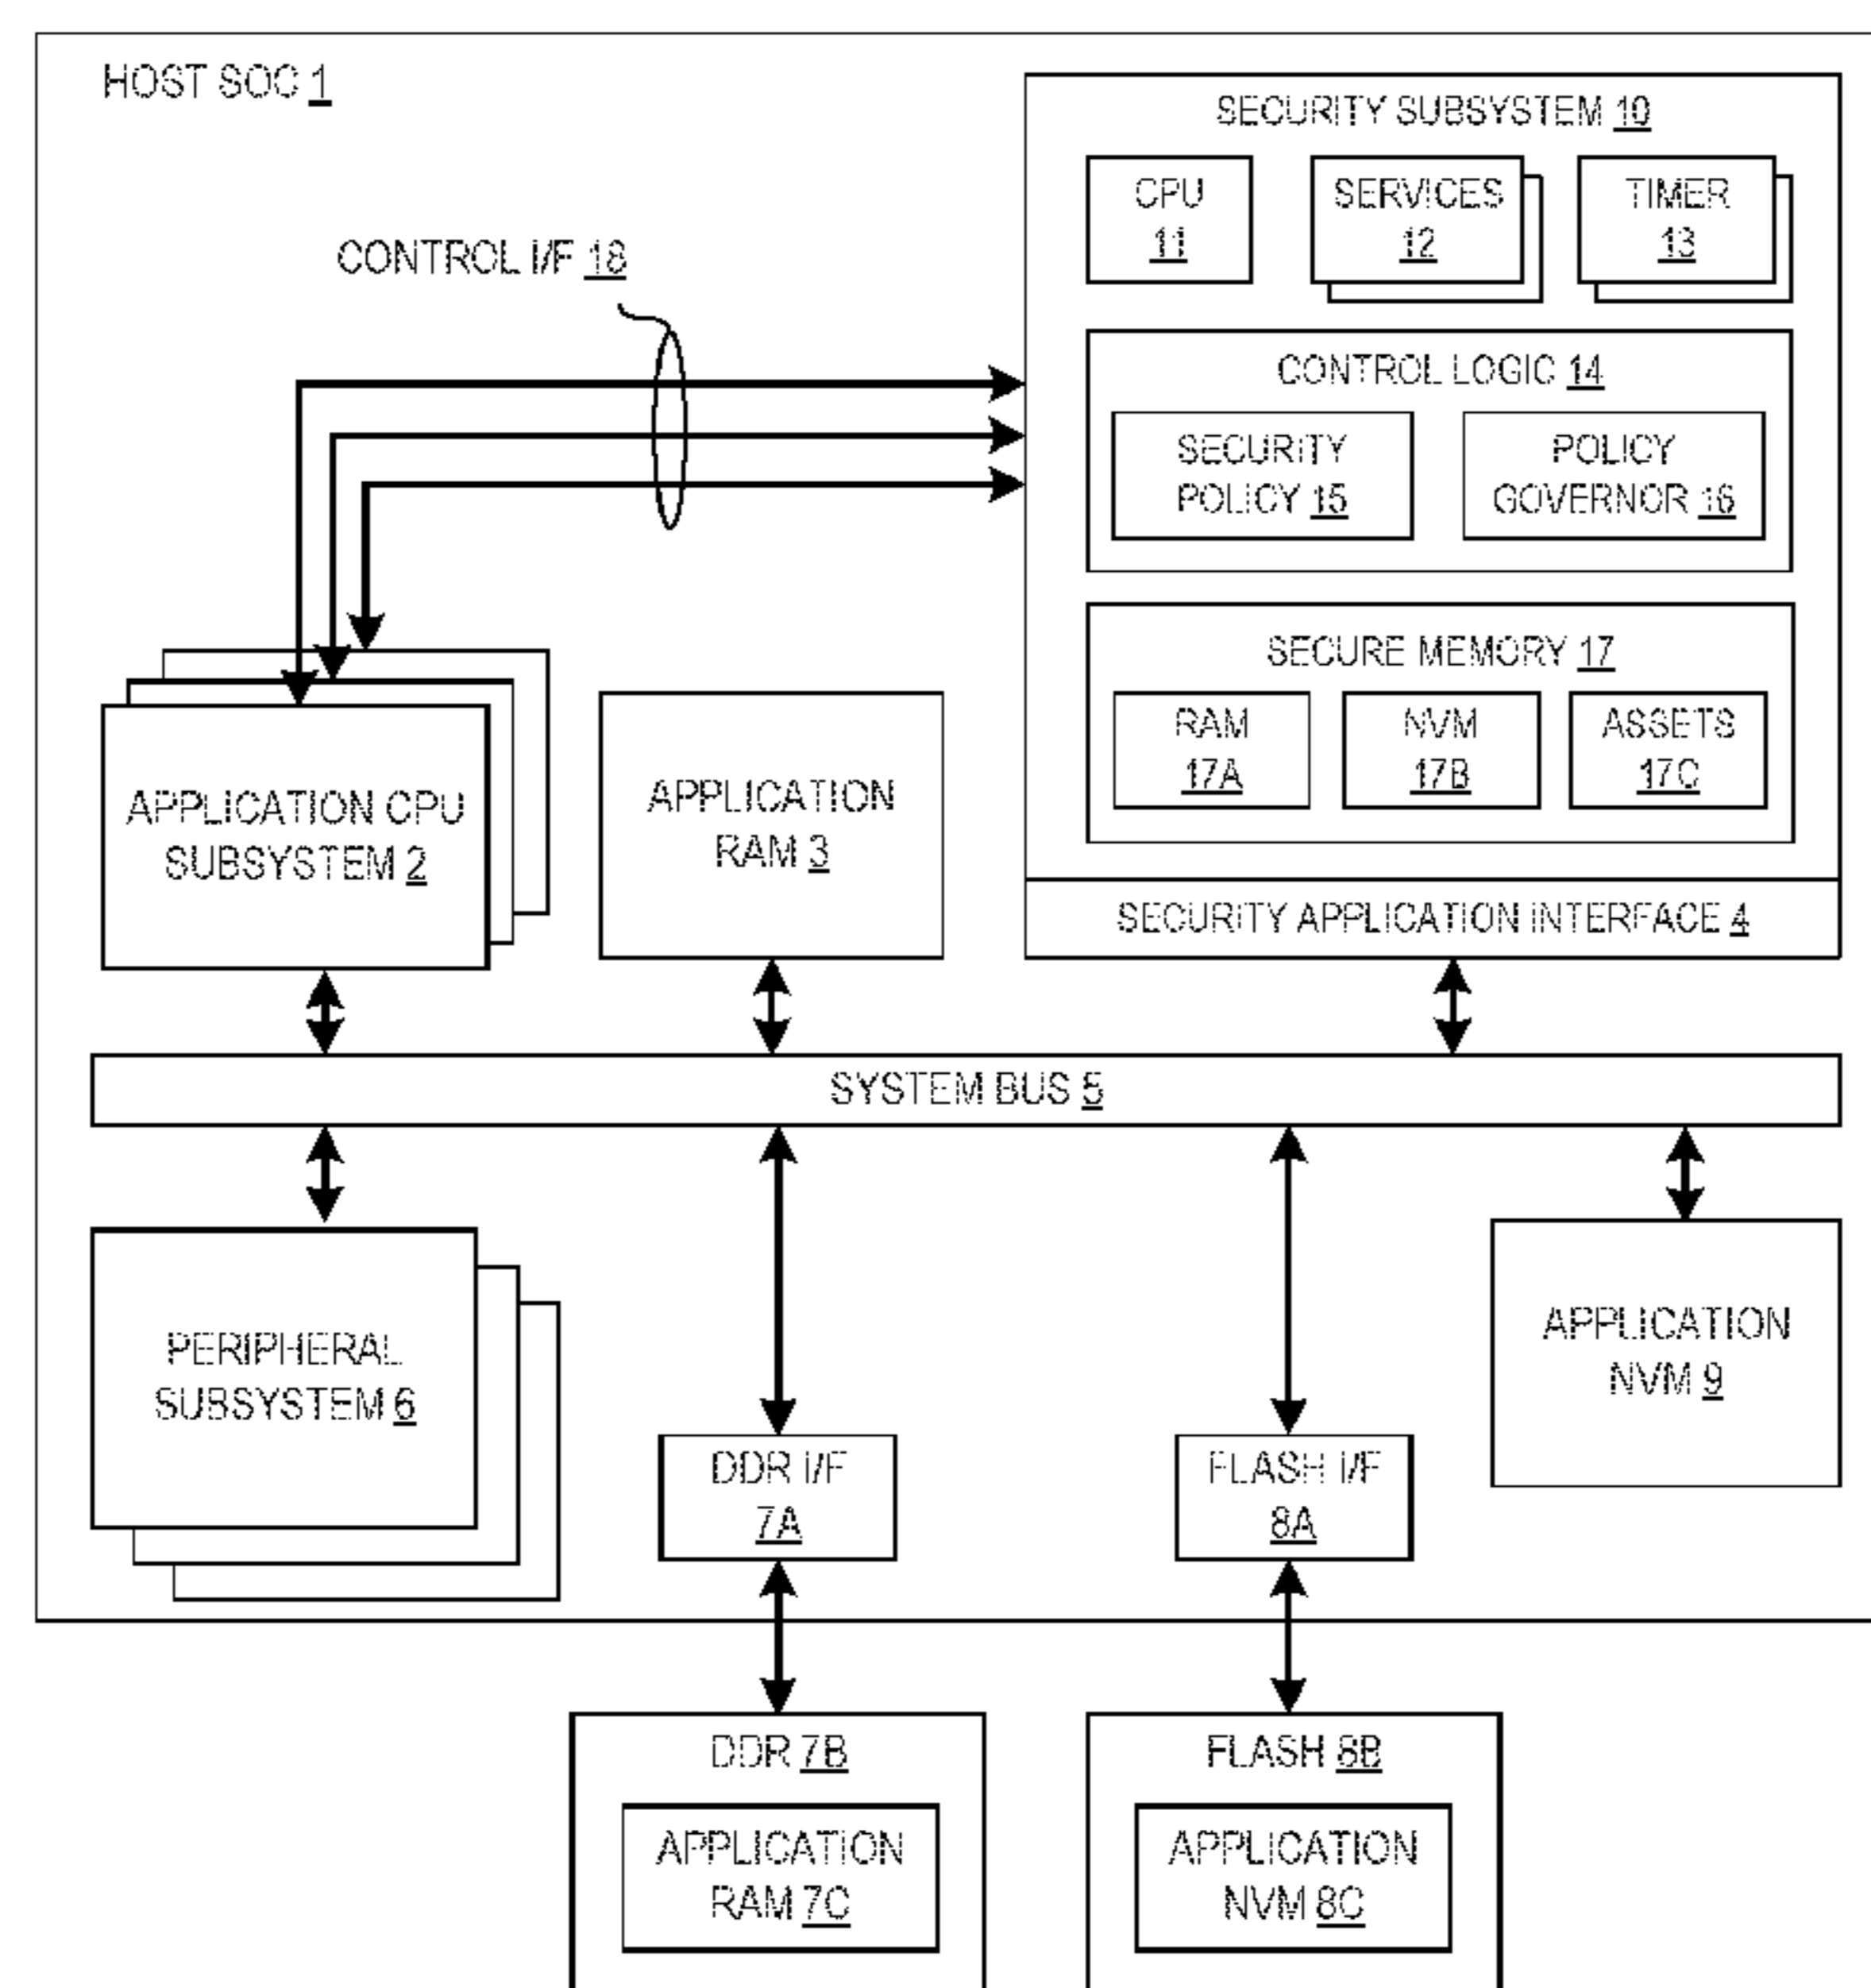 HOST SOC 1
SECURITY SUBSYSTEM 10
CPU
11
SERVICES
12
TIMER
13
CONTROL I/F 18
CONTROL LOGIC 14
SECURITY
POLICY 15
POLICY
GOVERNOR 16
SECURE MEMORY 17
RAM
17A
NVM
17B
ASSETS
17C
APPLICATION CPU
SUBSYSTEM 2
APPLICATION
RAM 3
SECURITY APPLICATION INTERFACE 4
SYSTEM BUS 5
PERIPHERAL
SUBSYSTEM 6
DDR I/F
7A
FLASH I/F
8A
APPLICATION
NVM 9
DDR 7B
APPLICATION
RAM 7C
FLASH 8B
APPLICATION
NVM 8C